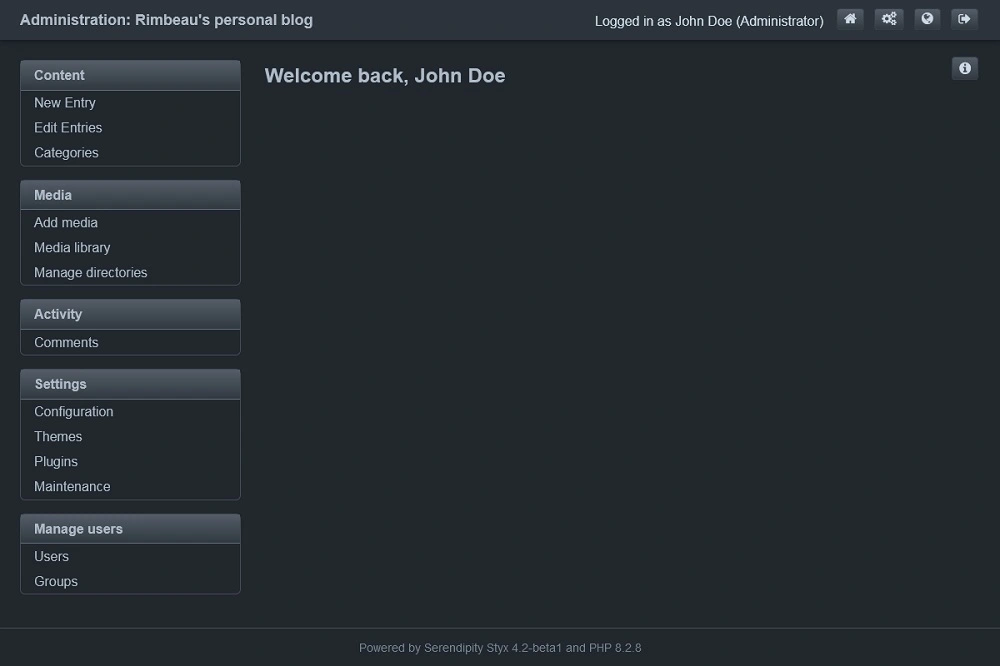 Administration: Rimbeau's personal blog
Logged in as John Doe (Administrator)
Content
New Entry
Edit Entries
Categories
Media
Add media
Media library
Manage directories
Activity
Comments
Settings
Configuration
Themes
Plugins
Maintenance
Manage users
Users
Groups
Welcome back, John Doe
Powered by Serendipity Styx 4.2-beta1 and PHP 8.2.8